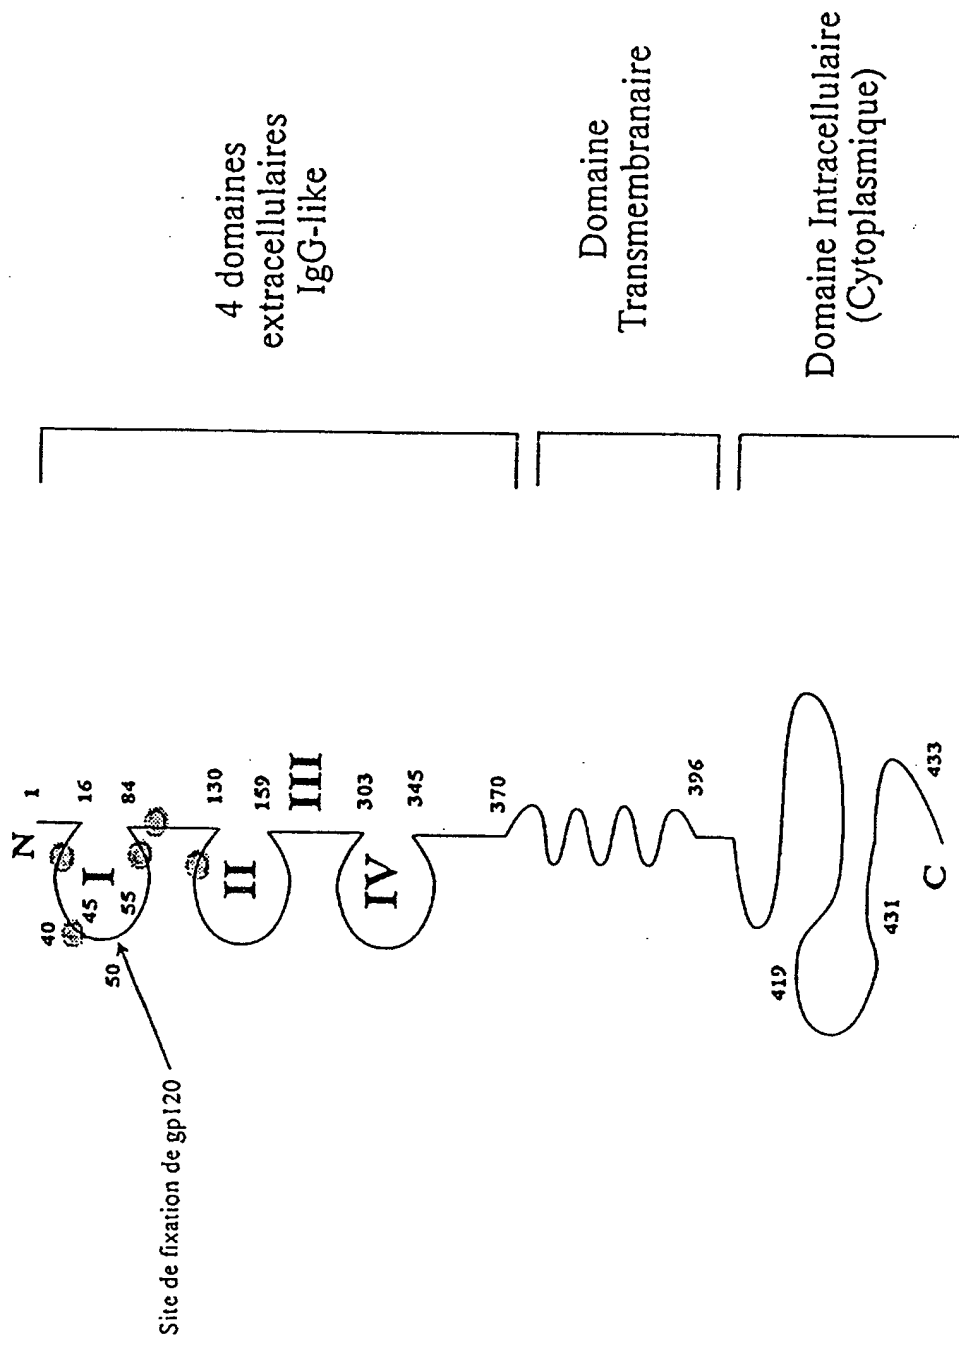 N
1
16
84
130
159
303
345
370
396
433
I
II
III
IV
40
45
50
55
419
431
C
Site de fixation de gp120
4 domaines
extracellulaires
IgG-like
Domaine
Transmembranaire
Domaine Intracellulaire
(Cytoplasmique)